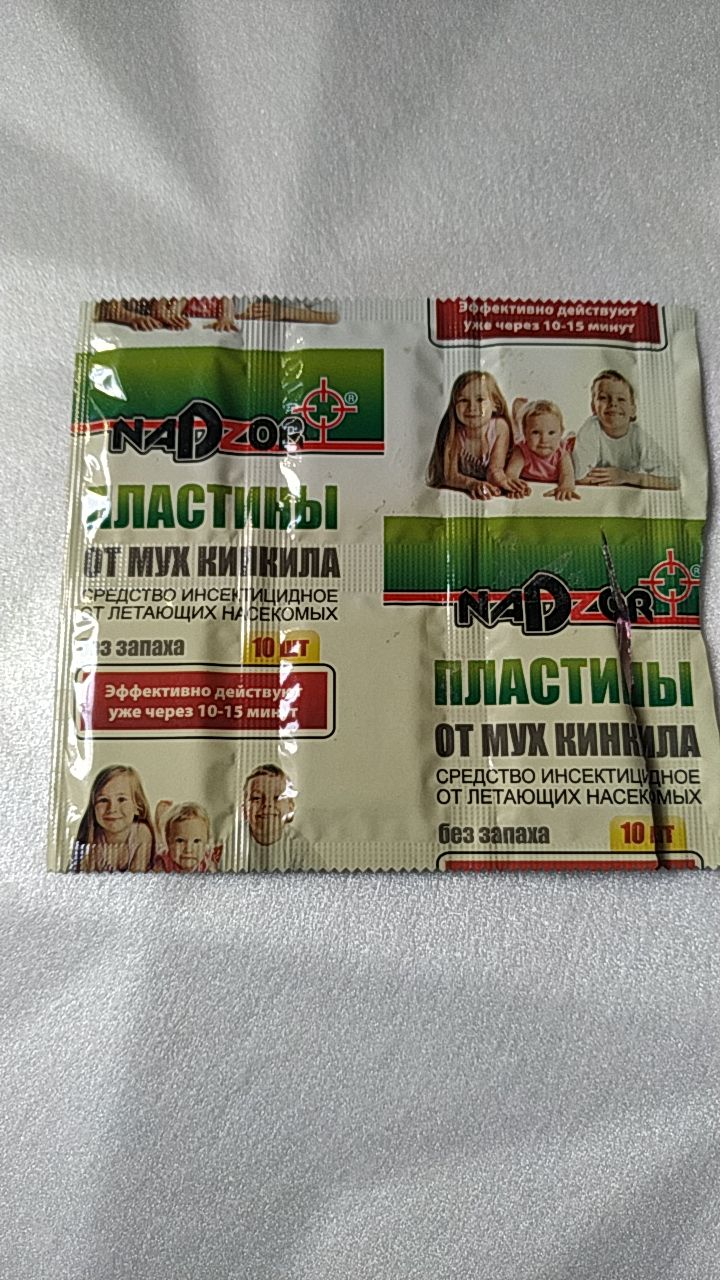 NADZOR ®
ПЛАСТИНЫ
ОТ МУХ КИНКИЛА
СРЕДСТВО ИНСЕКТИЦИДНОЕ
ОТ ЛЕТАЮЩИХ НАСЕКОМЫХ
без запаха 10 шт
Эффективно действуют
уже через 10-15 минут
Эффективно действуют
уже через 10-15 минут
NADZOR ®
ПЛАСТИНЫ
ОТ МУХ КИНКИЛА
СРЕДСТВО ИНСЕКТИЦИДНОЕ
ОТ ЛЕТАЮЩИХ НАСЕКОМЫХ
без запаха 10 шт